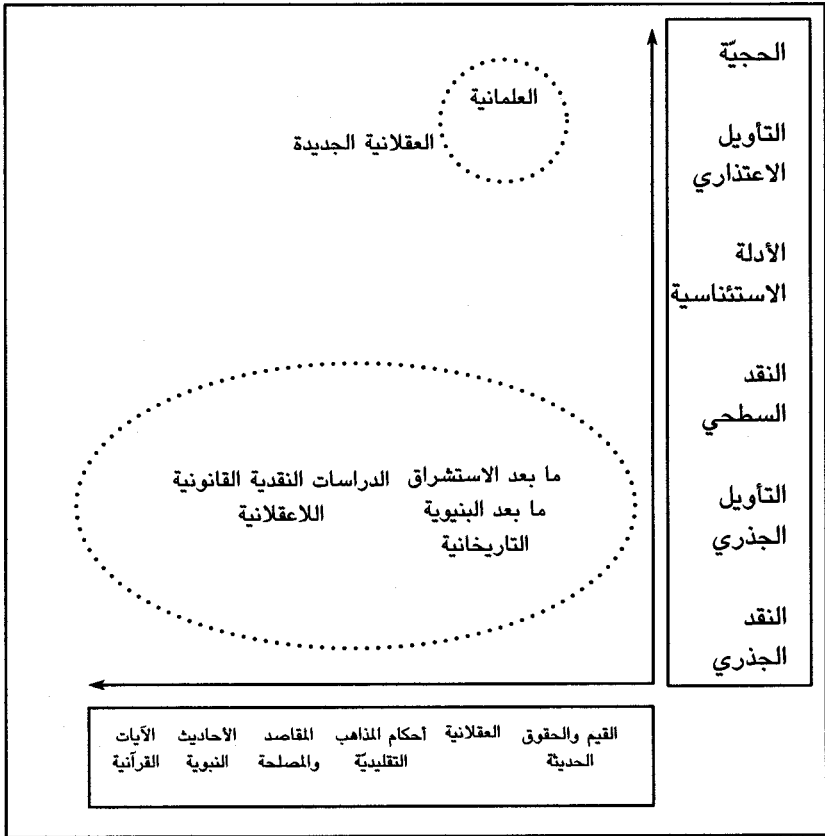 الحجيّة
التأويل
الاعتذاري
الأدلة
الاستئناسية
النقد
السطحي
التأويل
الجذري
النقد
الجذري
العلمانية
العقلانية الجديدة
ما بعد الاستشراق
ما بعد البنيوية
التاريخانية
الدراسات النقدية القانونية
اللاعقلانية
القيم والحقوق
الحديثة
العقلانية
أحكام المذاهب
التقليديّة
المقاصد
والمصلحة
الأحاديث
النبوية
الآيات
القرآنية